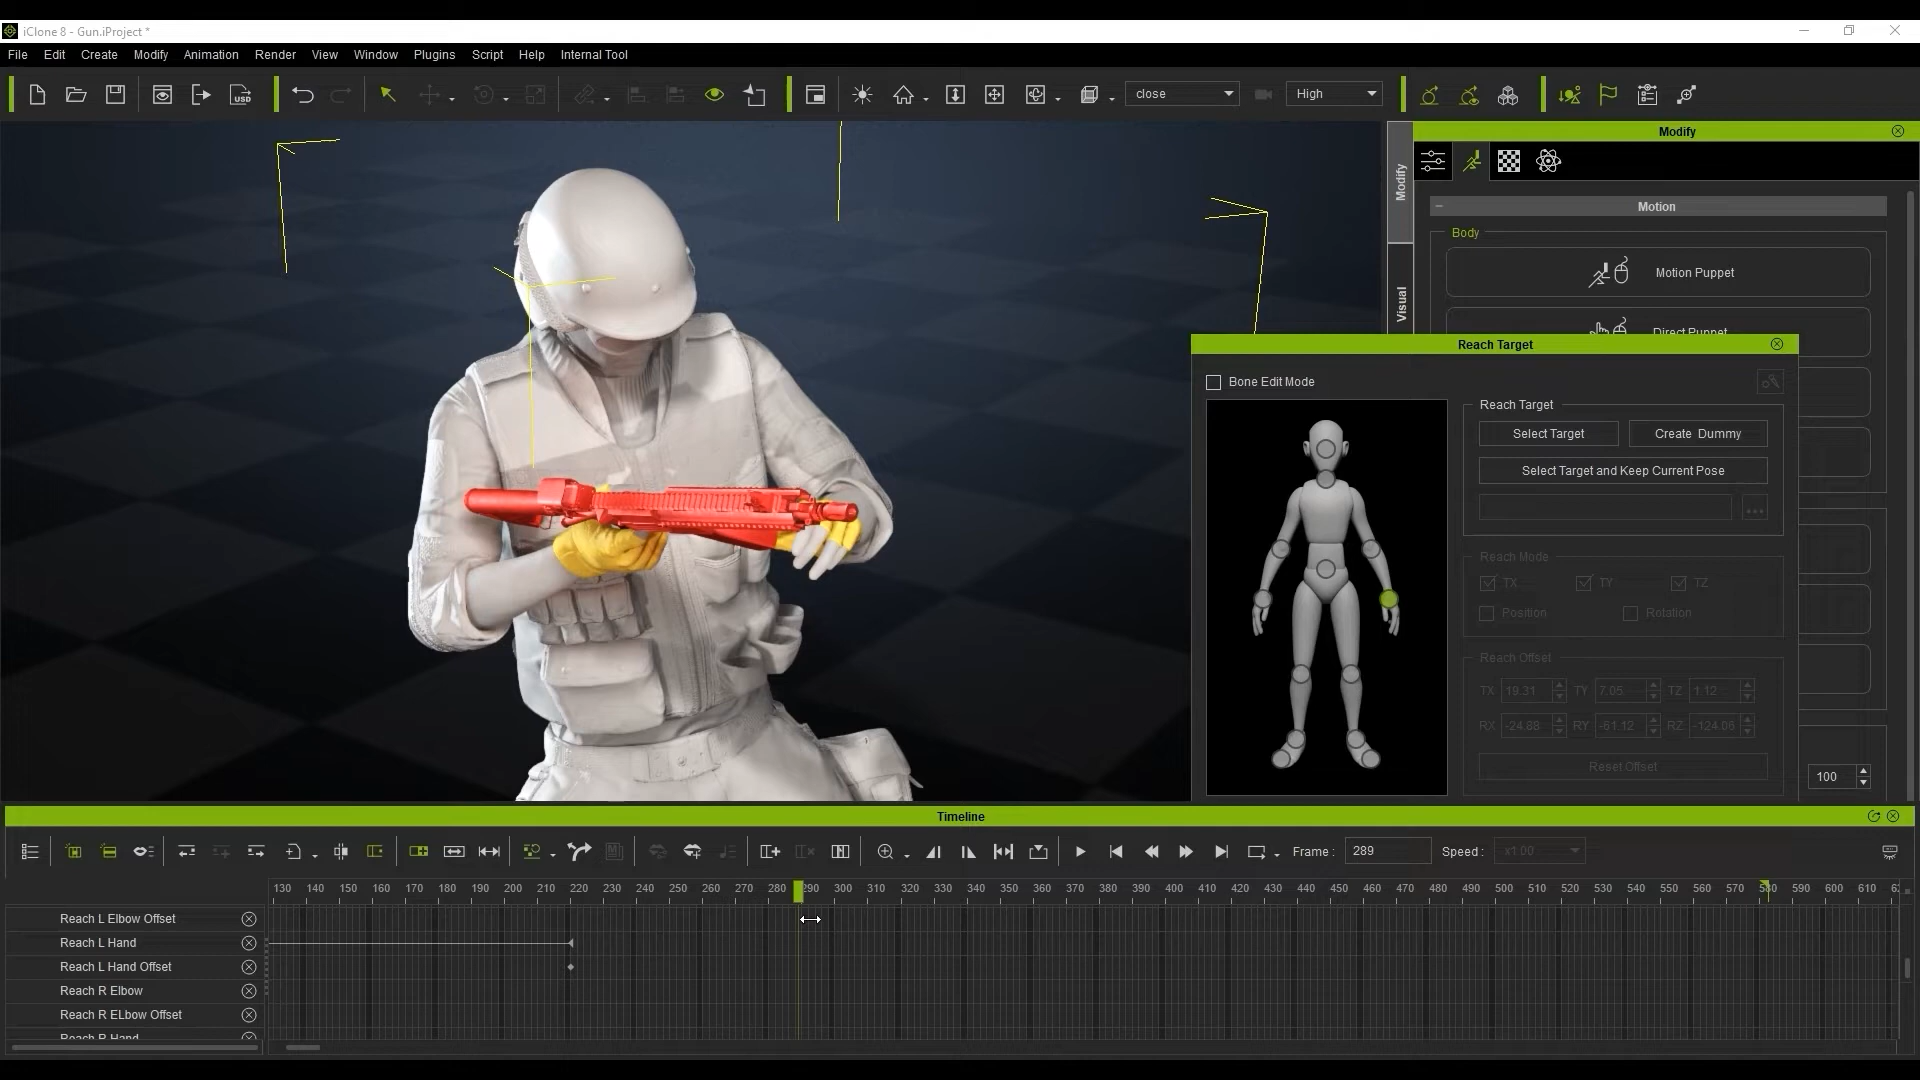 iClone 8 - Gun.iProject *
File Edit Create Modify Animation Render View Window Plugins Script Help Internal Tool
USD close High
Modify
Modify
Visual
Motion
Body
Motion Puppet
Direct Puppet
Reach Target
Bone Edit Mode
Reach Target
Select Target Create Dummy
Select Target and Keep Current Pose
...
Reach Mode
TX TY TZ
Position Rotation
Reach Offset
TX 19.31 TY 7.05 TZ 1.12
RX -24.88 RY -61.12 RZ -124.06
Reset Offset
100
Timeline
Frame : 289 Speed : x1.00
130 140 150 160 170 180 190 200 210 220 230 240 250 260 270 280 290 300 310 320 330 340 350 360 370 380 390 400 410 420 430 440 450 460 470 480 490 500 510 520 530 540 550 560 570 580 590 600 610 62
Reach L Elbow Offset
Reach L Hand
Reach L Hand Offset
Reach R Elbow
Reach R ELbow Offset
Reach R Hand